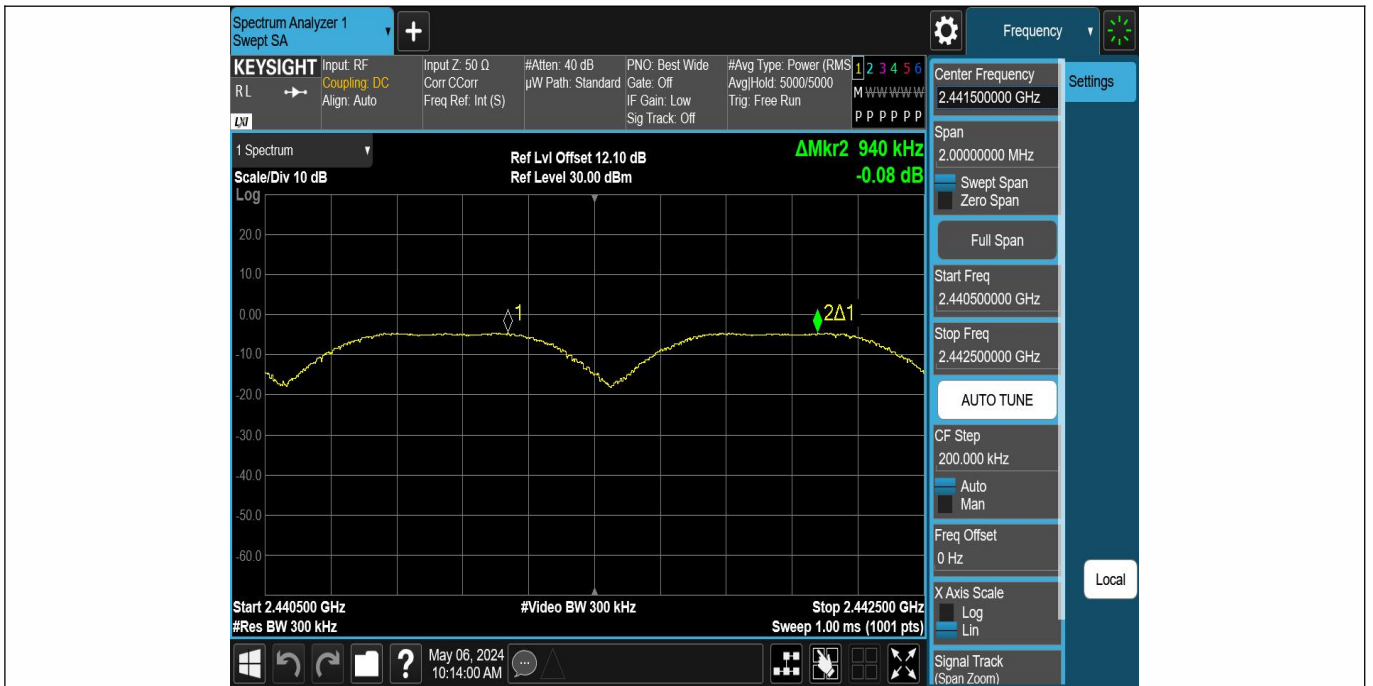 Spectrum Analyzer 1
Swept SA
+
Frequency
KEYSIGHT
RL
LXI
Input: RF
Coupling: DC
Align: Auto
Input Z: 50 Ω
Corr CCorr
Freq Ref: Int (S)
#Atten: 40 dB
µW Path: Standard
PNO: Best Wide
Gate: Off
IF Gain: Low
Sig Track: Off
#Avg Type: Power (RMS
Avg|Hold: 5000/5000
Trig: Free Run
1 2 3 4 5 6
M W W W W W
P P P P P P
Center Frequency
2.441500000 GHz
Settings
1 Spectrum
Scale/Div 10 dB
Log
Ref Lvl Offset 12.10 dB
Ref Level 30.00 dBm
ΔMkr2 940 kHz
-0.08 dB
20.0
10.0
0.00
-10.0
-20.0
-30.0
-40.0
-50.0
-60.0
1
2Δ1
Start 2.440500 GHz
#Res BW 300 kHz
#Video BW 300 kHz
Stop 2.442500 GHz
Sweep 1.00 ms (1001 pts)
Span
2.00000000 MHz
Swept Span
Zero Span
Full Span
Start Freq
2.440500000 GHz
Stop Freq
2.442500000 GHz
AUTO TUNE
CF Step
200.000 kHz
Auto
Man
Freq Offset
0 Hz
X Axis Scale
Log
Lin
Signal Track
(Span Zoom)
Local
?
May 06, 2024
10:14:00 AM